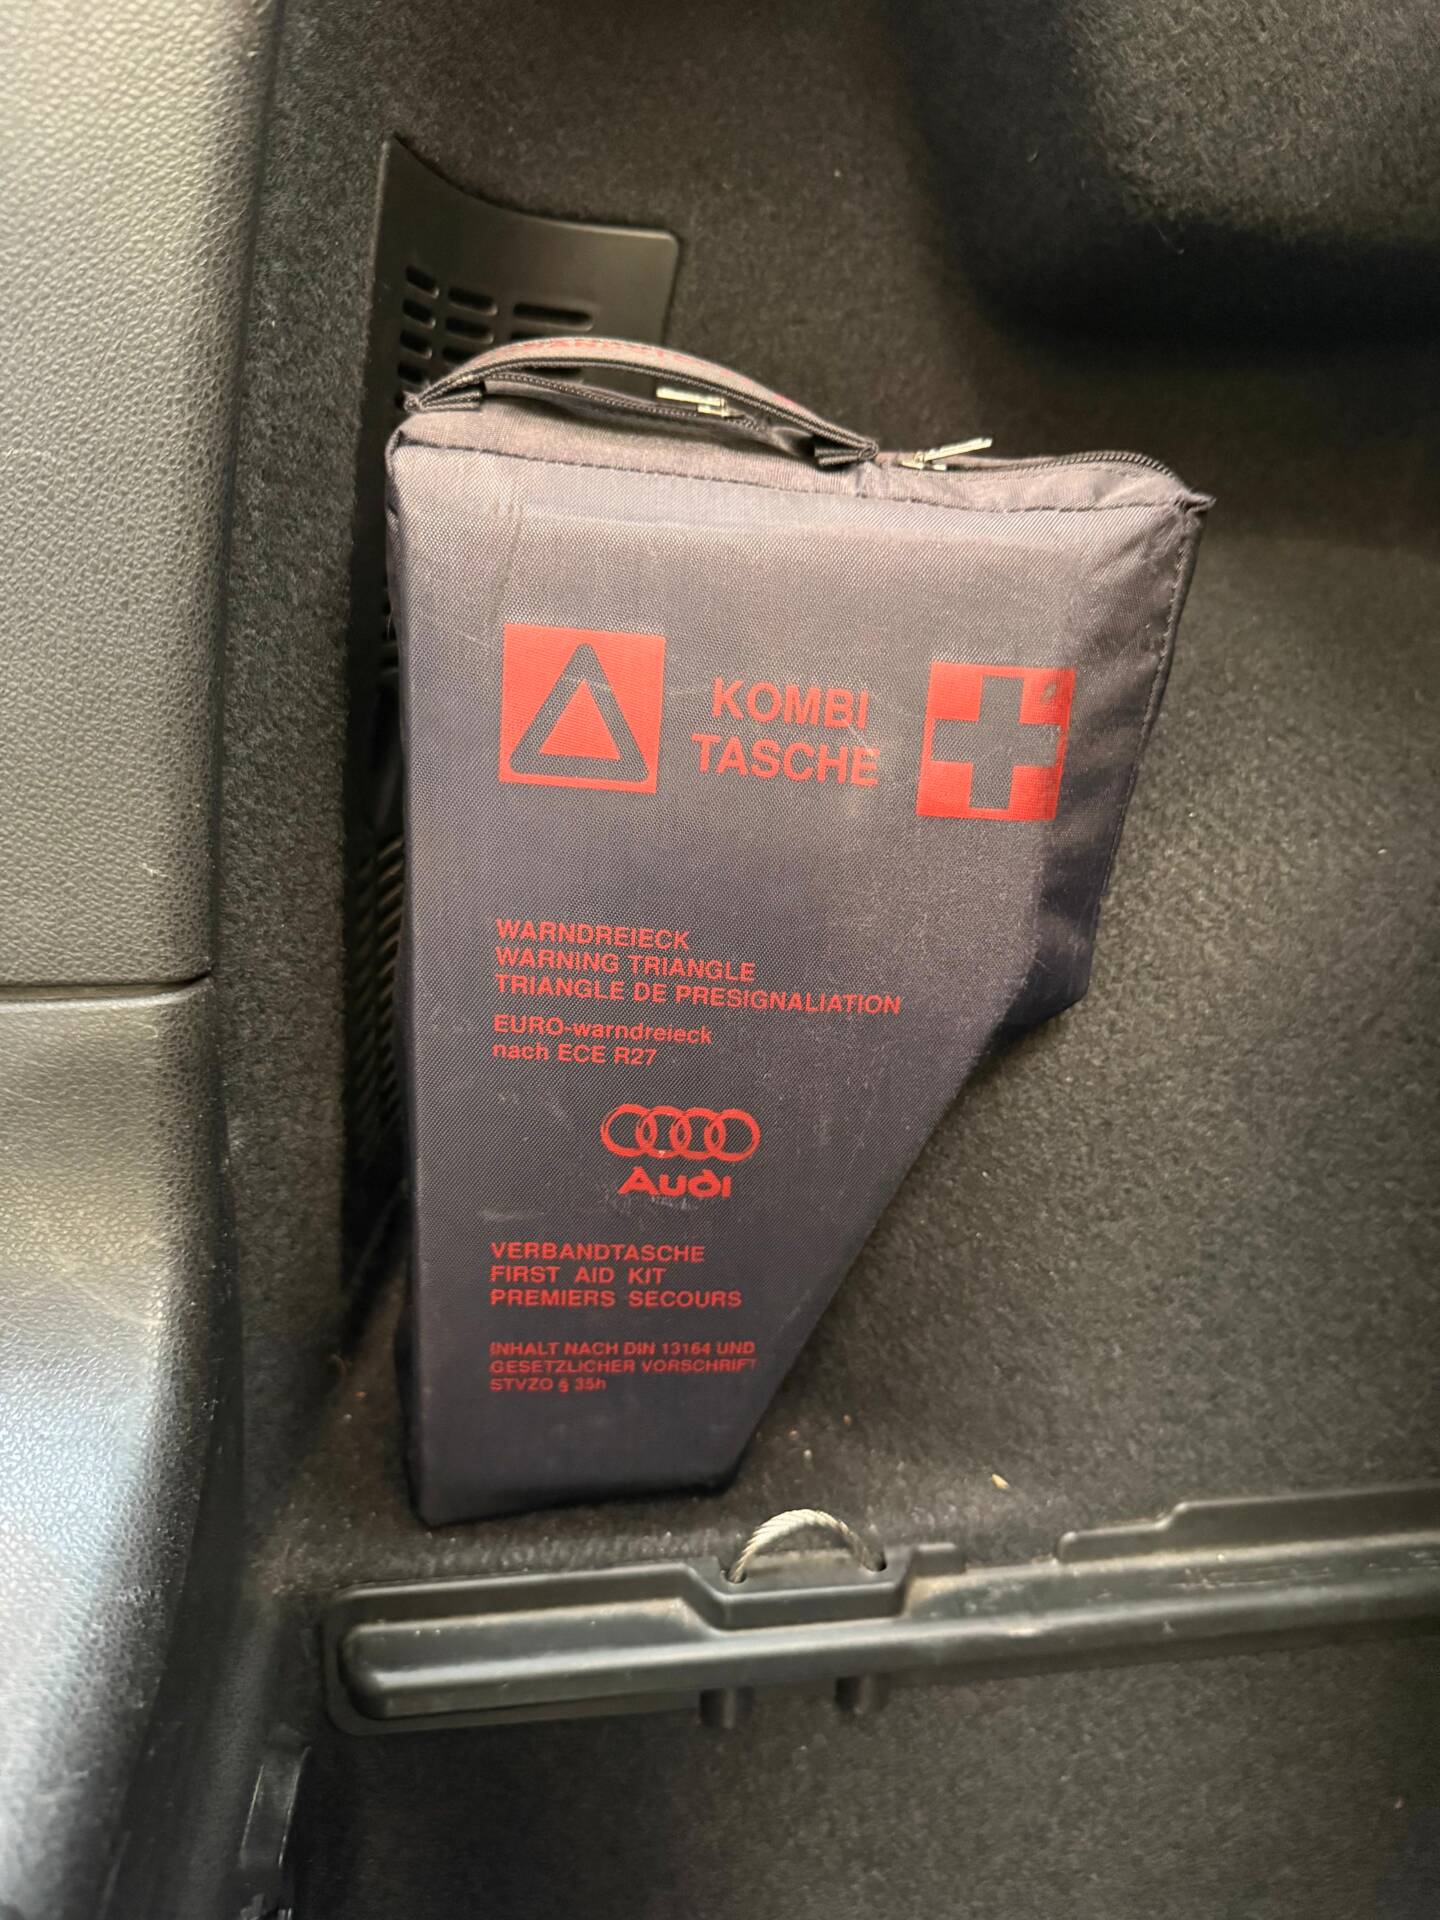 KOMBI
TASCHE
WARNDREIECK
WARNING TRIANGLE
TRIANGLE DE PRESIGNALIATION
EURO-warndreieck
nach ECE R27
Audi
VERBANDTASCHE
FIRST AID KIT
PREMIERS SECOURS
INHALT NACH DIN 13164 UND
GESETZLICHER VORSCHRIFT
STVZO § 35h